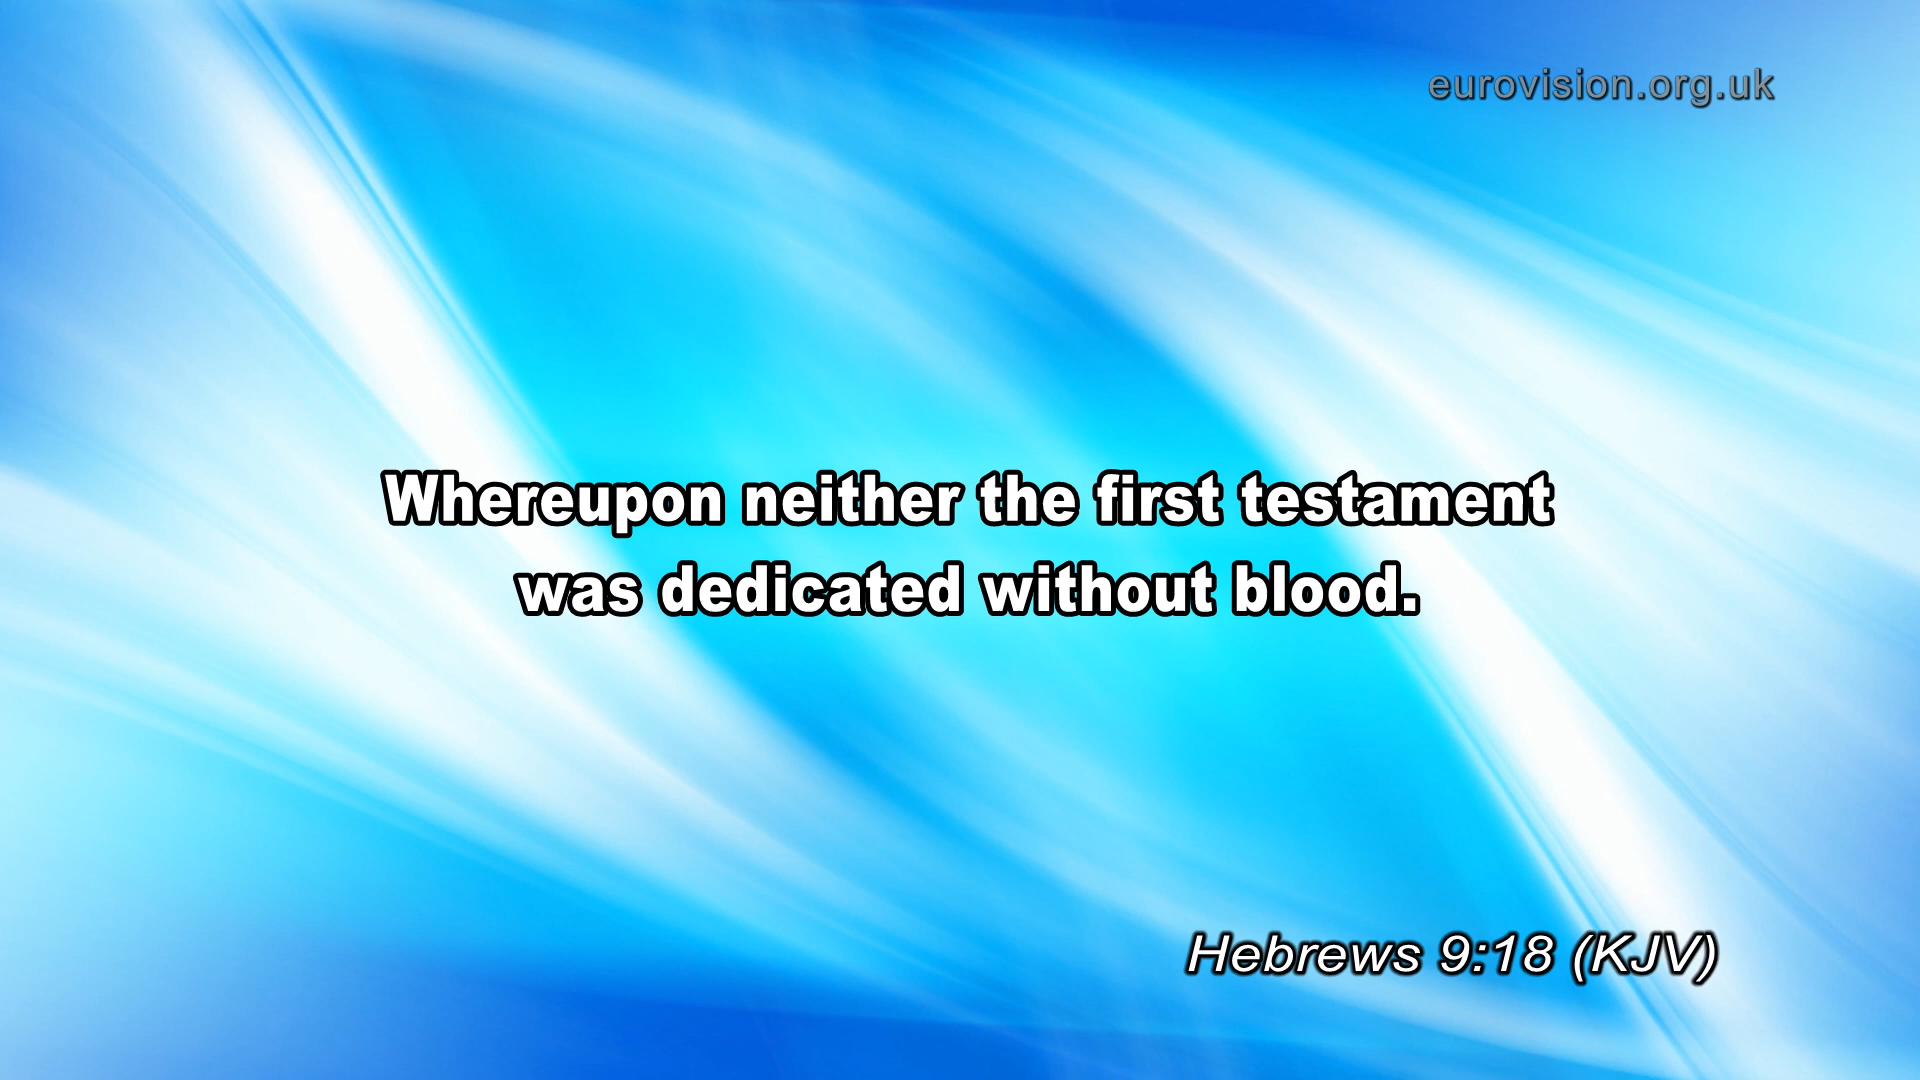 eurovision.org.uk
Whereupon neither the first testament
was dedicated without blood.
Hebrews 9:18 (KJV)